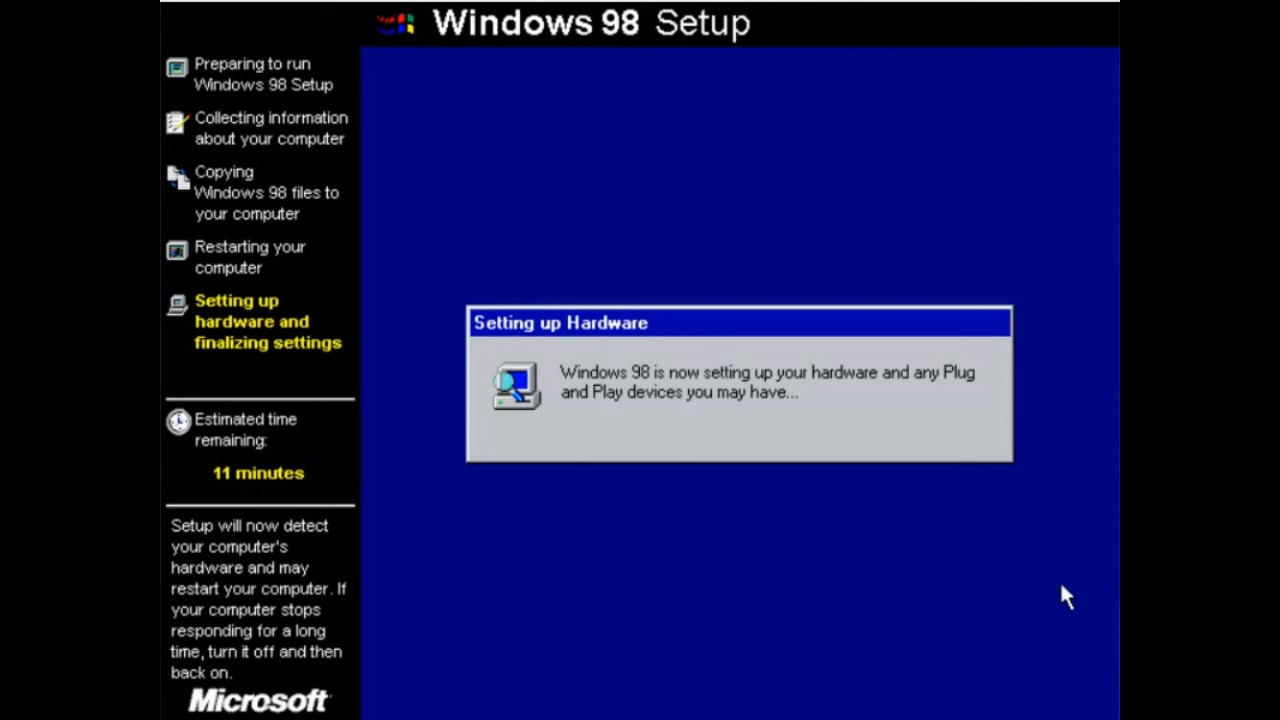 Windows 98 Setup
Preparing to run
Windows 98 Setup
Collecting information
about your computer
Copying
Windows 98 files to
your computer
Restarting your
computer
Setting up
hardware and
finalizing settings
Estimated time
remaining:
11 minutes
Setup will now detect
your computer's
hardware and may
restart your computer. If
your computer stops
responding for a long
time, turn it off and then
back on.
Microsoft
Setting up Hardware
Windows 98 is now setting up your hardware and any Plug
and Play devices you may have...